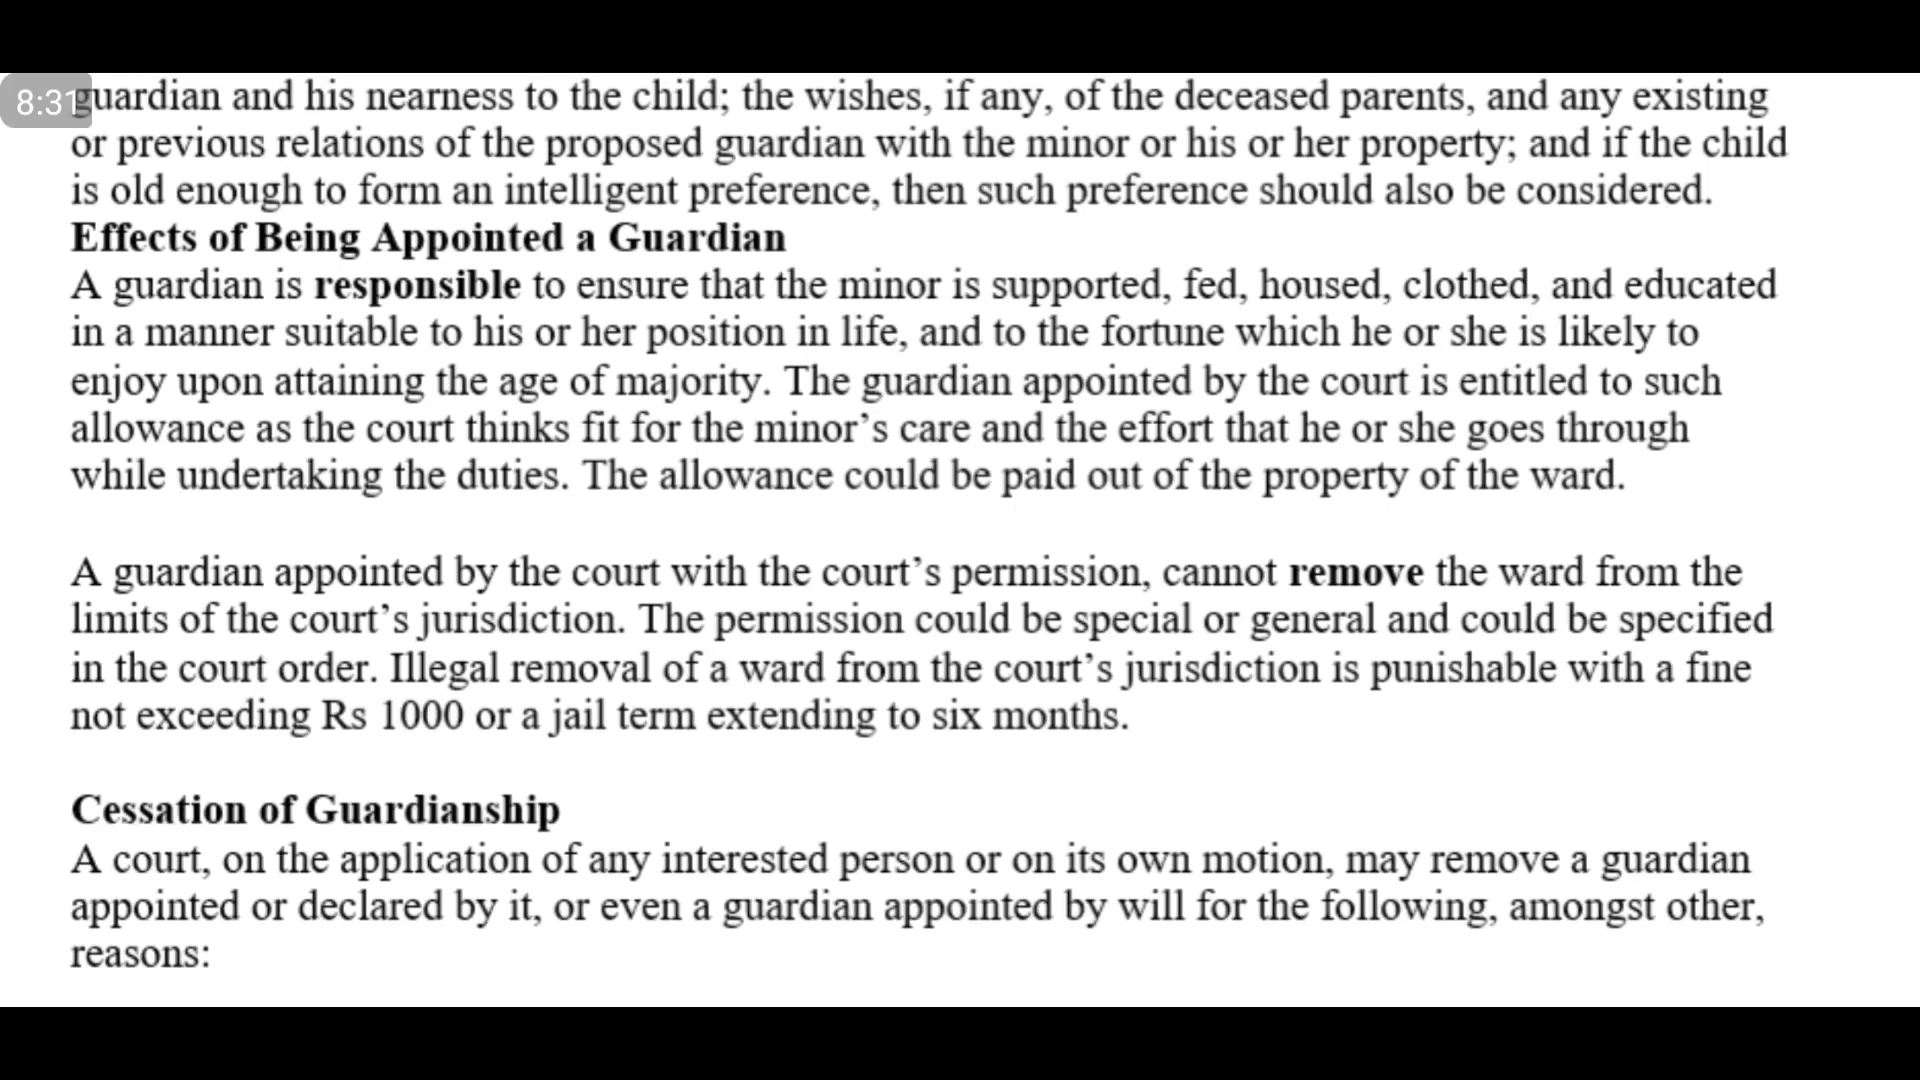 8:31
guardian and his nearness to the child; the wishes, if any, of the deceased parents, and any existing
or previous relations of the proposed guardian with the minor or his or her property; and if the child
is old enough to form an intelligent preference, then such preference should also be considered.
Effects of Being Appointed a Guardian
A guardian is responsible to ensure that the minor is supported, fed, housed, clothed, and educated
in a manner suitable to his or her position in life, and to the fortune which he or she is likely to
enjoy upon attaining the age of majority. The guardian appointed by the court is entitled to such
allowance as the court thinks fit for the minor’s care and the effort that he or she goes through
while undertaking the duties. The allowance could be paid out of the property of the ward.
A guardian appointed by the court with the court’s permission, cannot remove the ward from the
limits of the court’s jurisdiction. The permission could be special or general and could be specified
in the court order. Illegal removal of a ward from the court’s jurisdiction is punishable with a fine
not exceeding Rs 1000 or a jail term extending to six months.
Cessation of Guardianship
A court, on the application of any interested person or on its own motion, may remove a guardian
appointed or declared by it, or even a guardian appointed by will for the following, amongst other,
reasons: